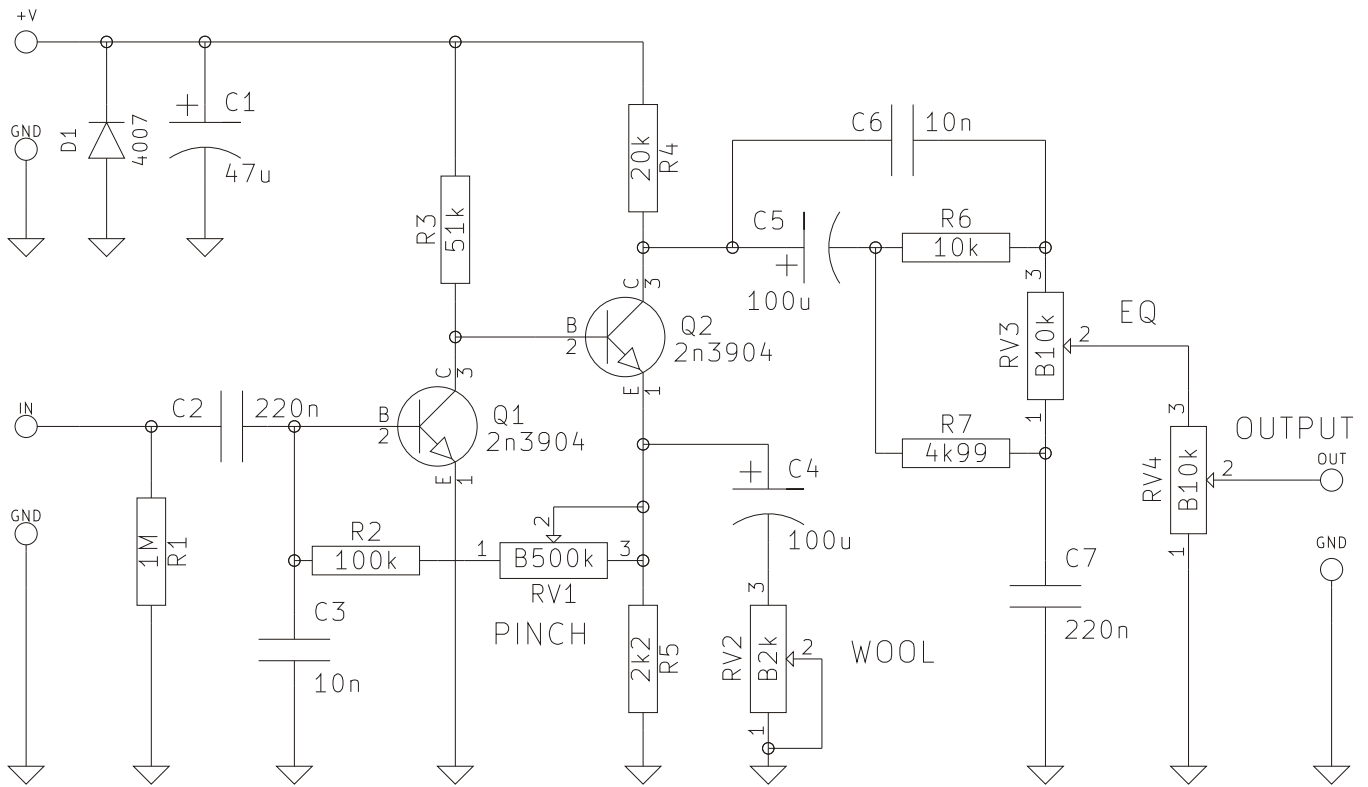 +V
GND
D1
4007
C1
47u
R3
51k
20k
R4
C6
10n
C5
100u
R6
10k
C
3
B
2
Q2
2n3904
E
1
3
RV3
B10k
2
EQ
1
IN
C2
220n
C
3
B
2
Q1
2n3904
E
1
R7
4k99
3
RV4
B10k
2
1
OUTPUT
OUT
GND
1M
R1
R2
100k
1
2
B500k
3
RV1
PINCH
C4
100u
GND
C3
10n
2k2
R5
3
RV2
B2k
2
1
WOOL
C7
220n